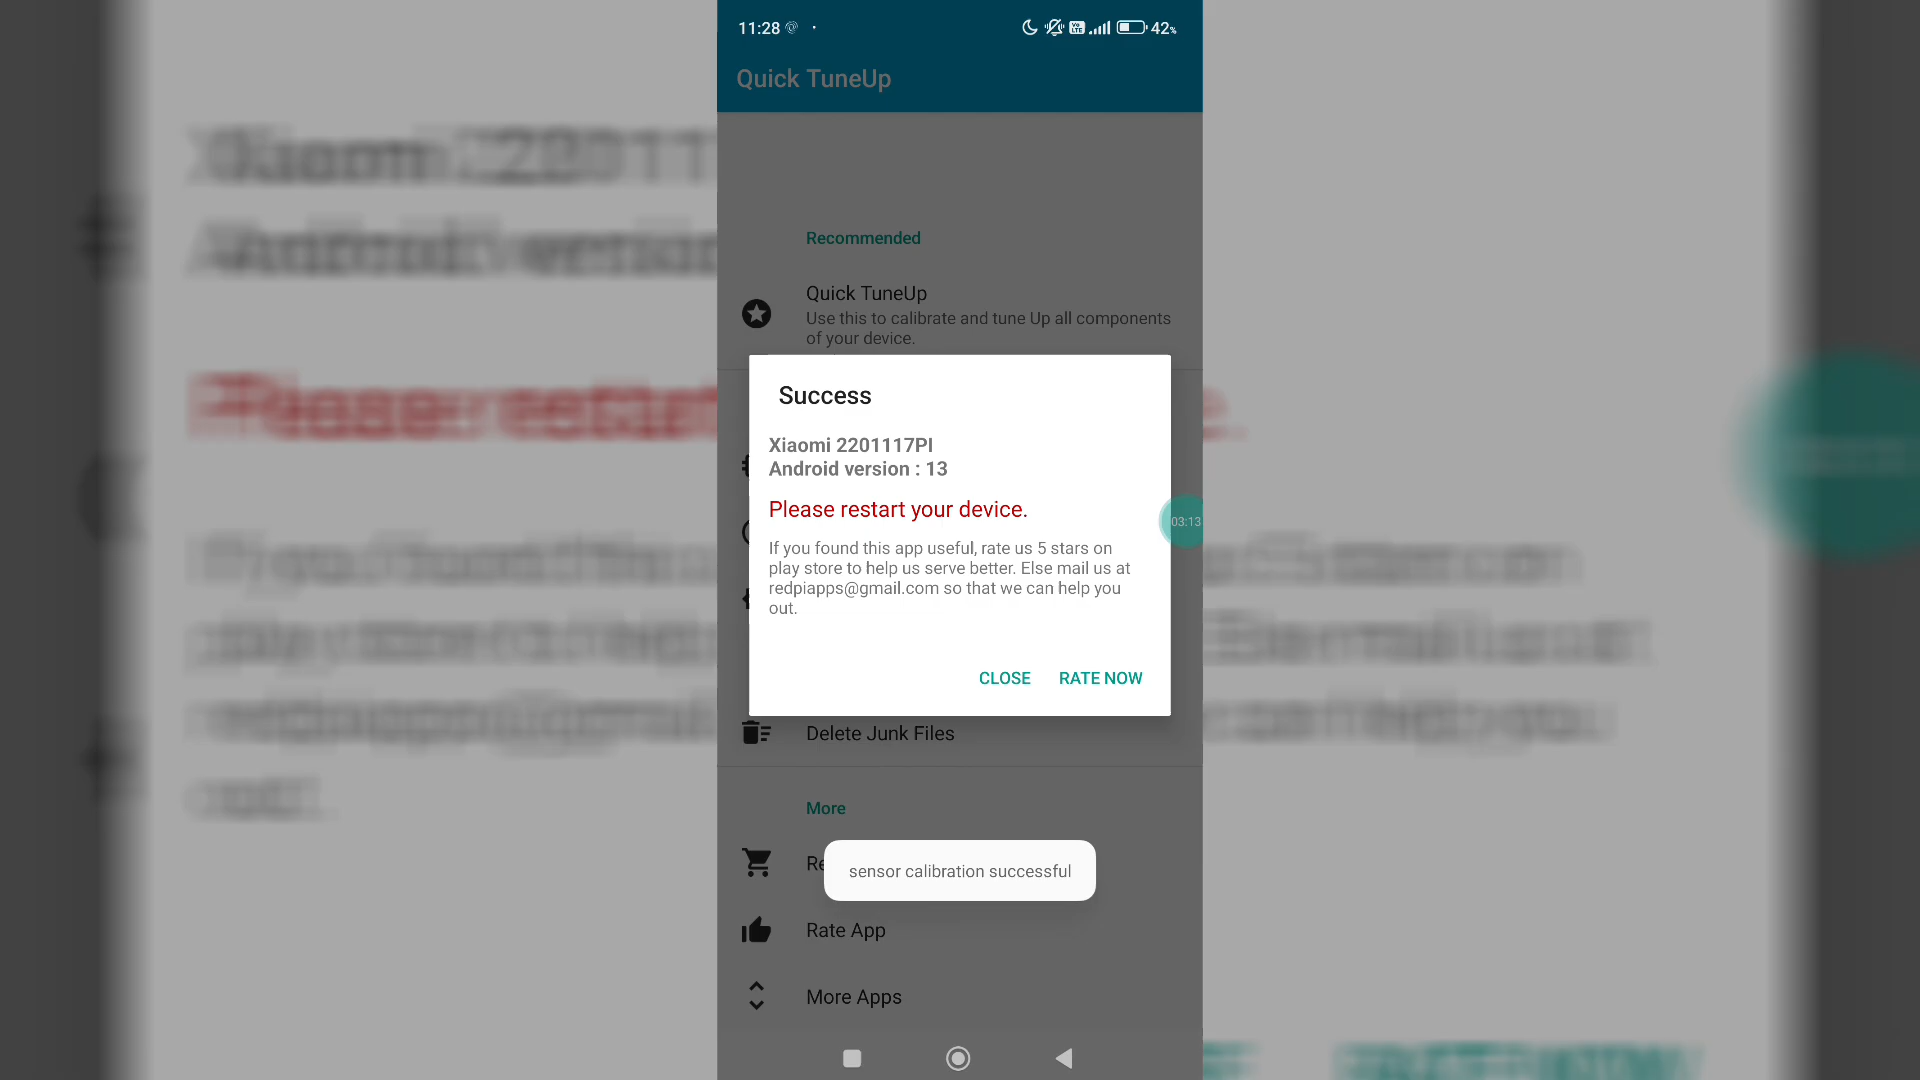 11:28
42%
Quick TuneUp
Recommended
Quick TuneUp
Use this to calibrate and tune Up all components
of your device.
Success
Xiaomi 2201117PI
Android version : 13
Please restart your device.
03:13
If you found this app useful, rate us 5 stars on
play store to help us serve better. Else mail us at
redpiapps@gmail.com so that we can help you
out.
CLOSE RATE NOW
Delete Junk Files
More
sensor calibration successful
Rate App
More Apps